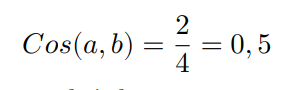 Cos(a, b) = 2/4 = 0, 5